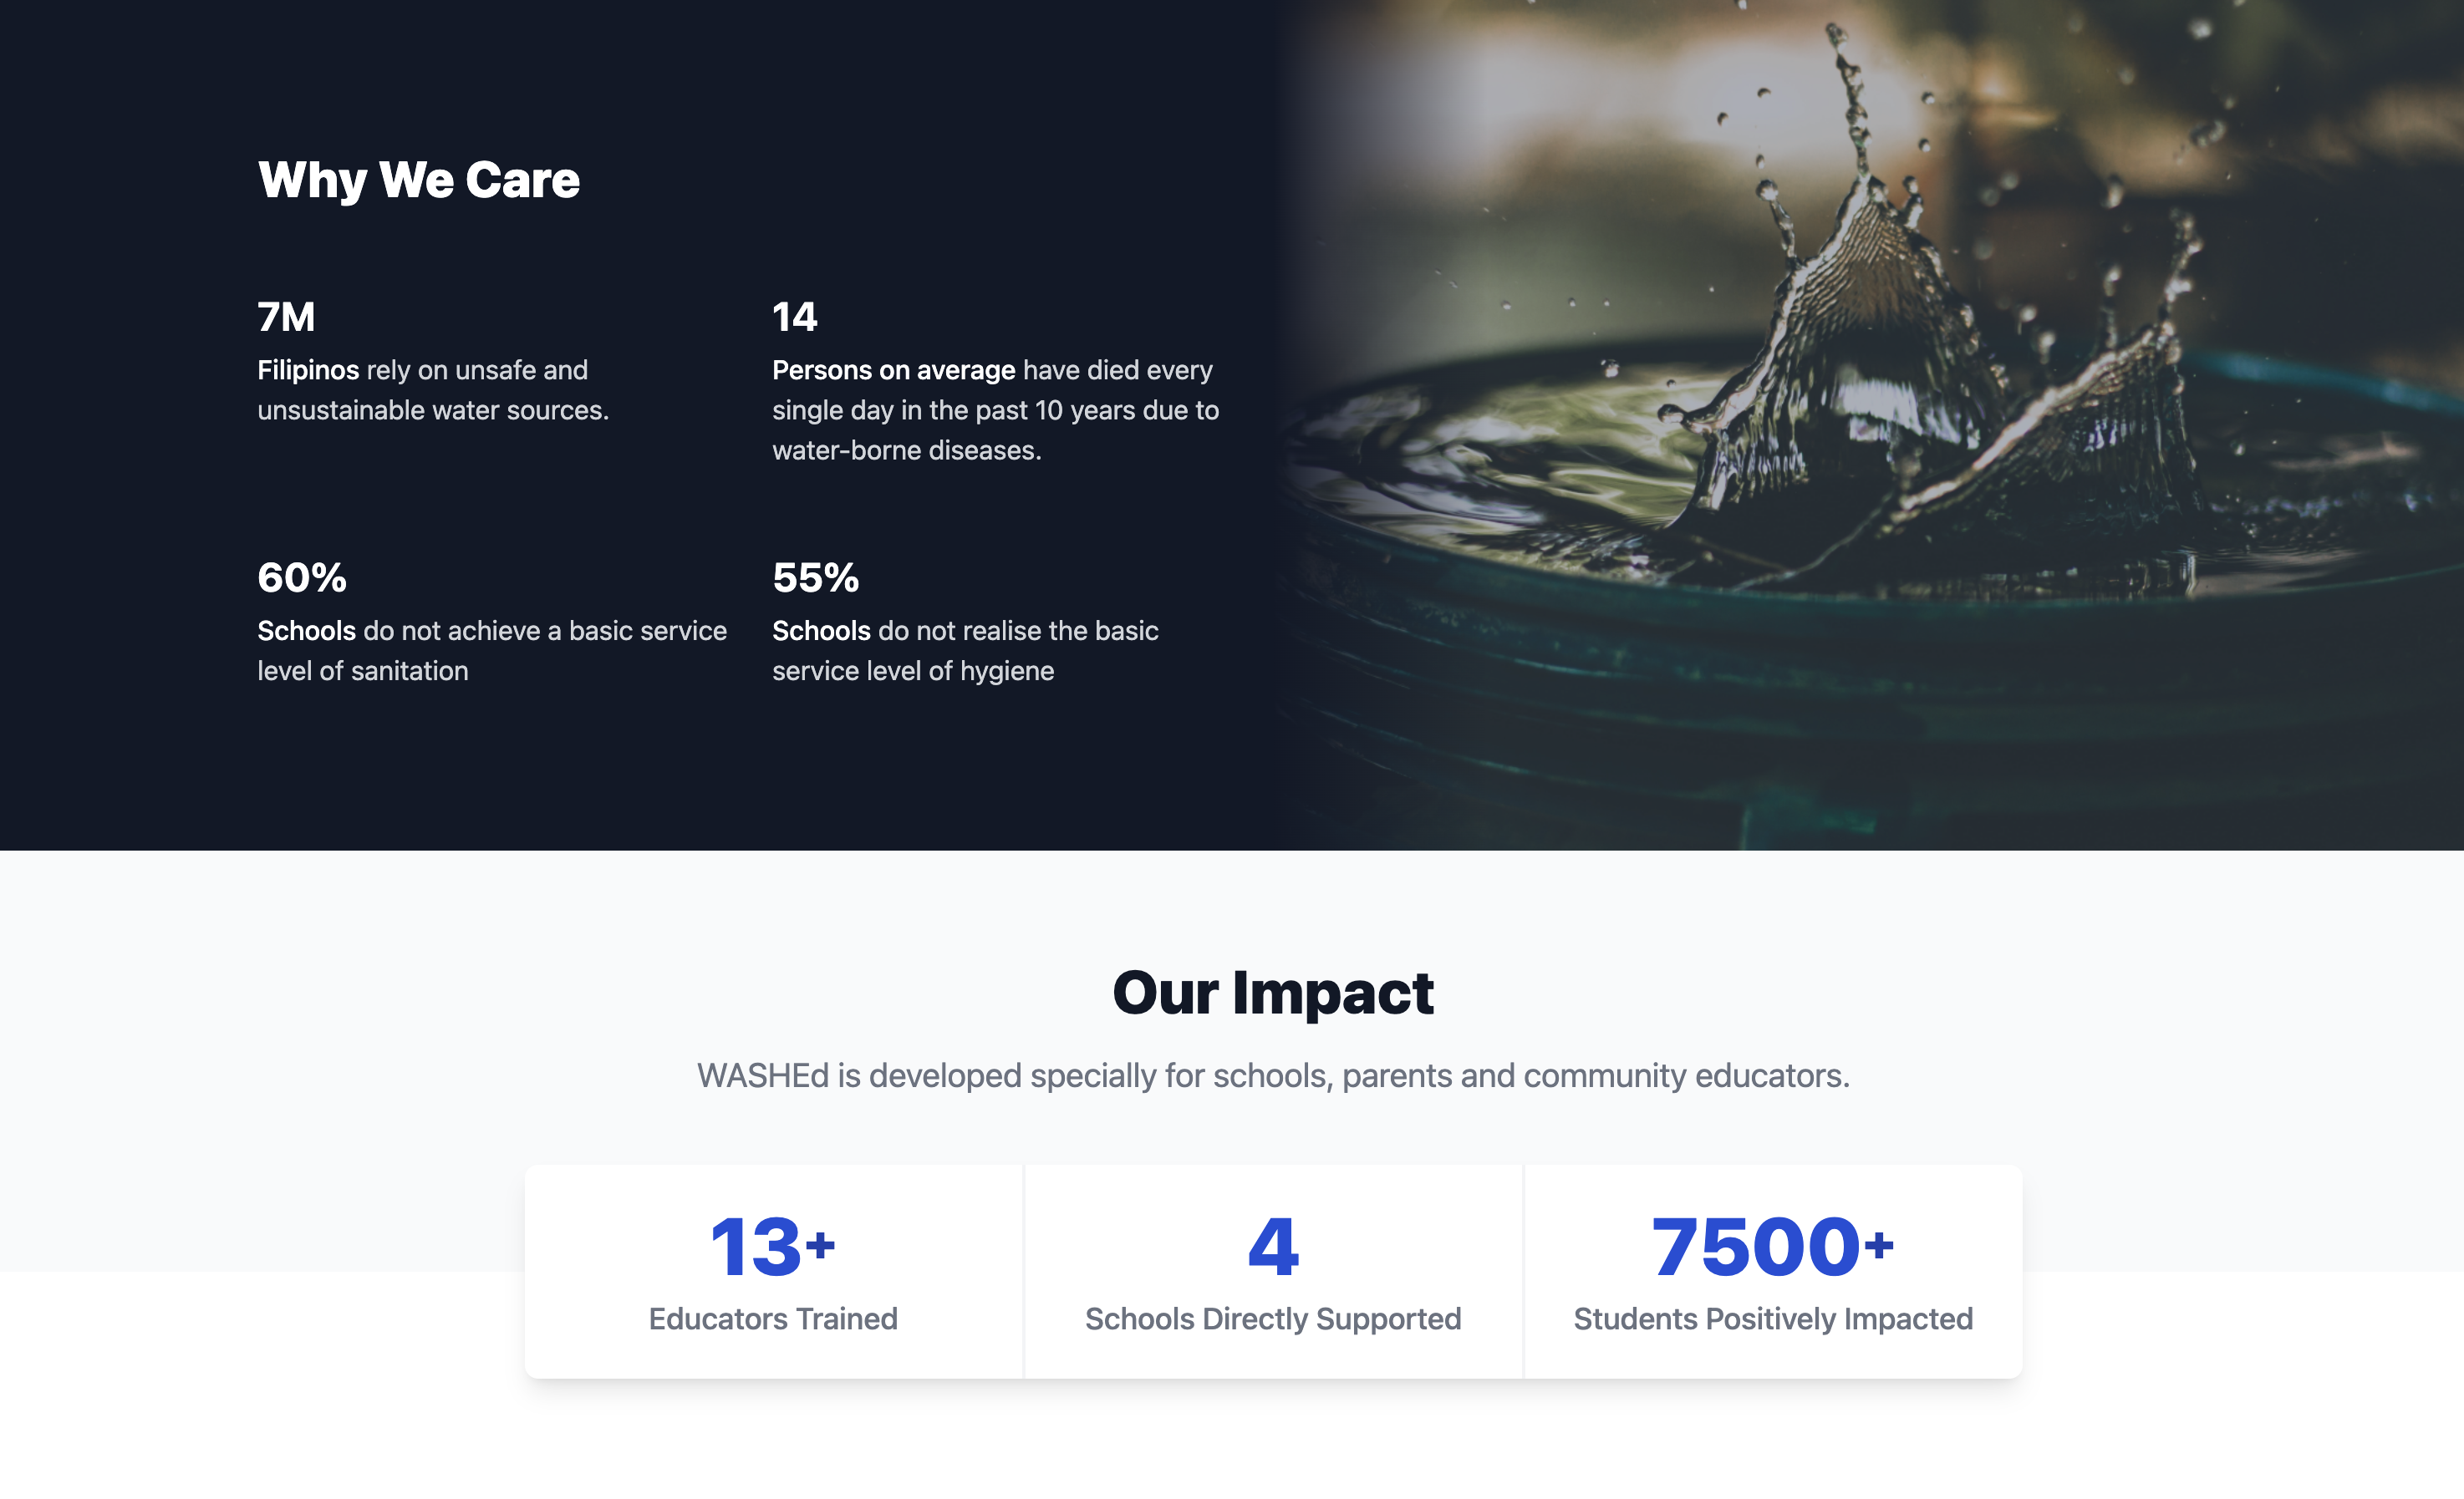 Why We Care
7M
Filipinos rely on unsafe and
unsustainable water sources.
14
Persons on average have died every
single day in the past 10 years due to
water-borne diseases.
60%
Schools do not achieve a basic service
level of sanitation
55%
Schools do not realise the basic
service level of hygiene
Our Impact
WASHEd is developed specially for schools, parents and community educators.
13+
Educators Trained
4
Schools Directly Supported
7500+
Students Positively Impacted